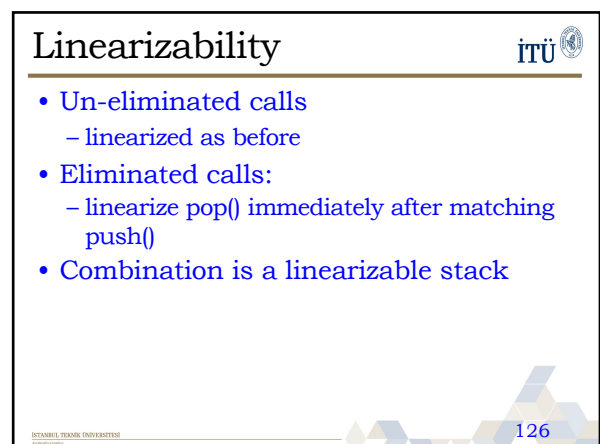 Linearizability
İTÜ
• Un-eliminated calls
– linearized as before
• Eliminated calls:
– linearize pop() immediately after matching
push()
• Combination is a linearizable stack
İSTANBUL TEKNİK ÜNİVERSİTESİ
126